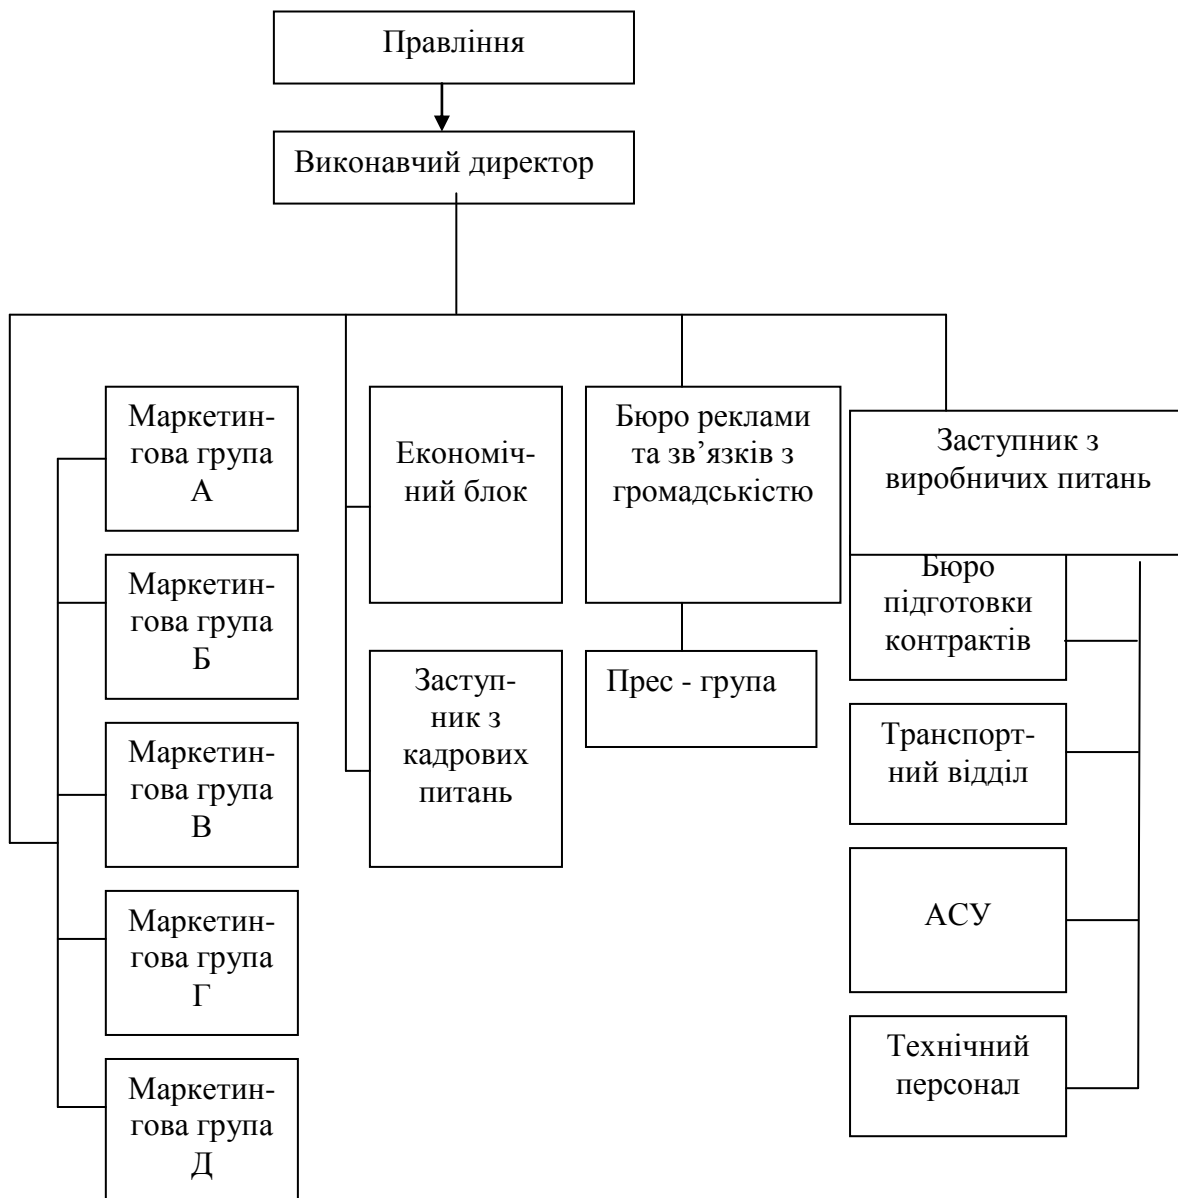 Правління
Виконавчий директор
Маркетин-
гова група
А
Маркетин-
гова група
Б
Маркетин-
гова група
В
Маркетин-
гова група
Г
Маркетин-
гова група
Д
Економіч-
ний блок
Заступ-
ник з
кадрових
питань
Бюро реклами
та зв’язків з
громадськістю
Прес - група
Заступник з
виробничих питань
Бюро
підготовки
контрактів
Транспорт-
ний відділ
АСУ
Технічний
персонал